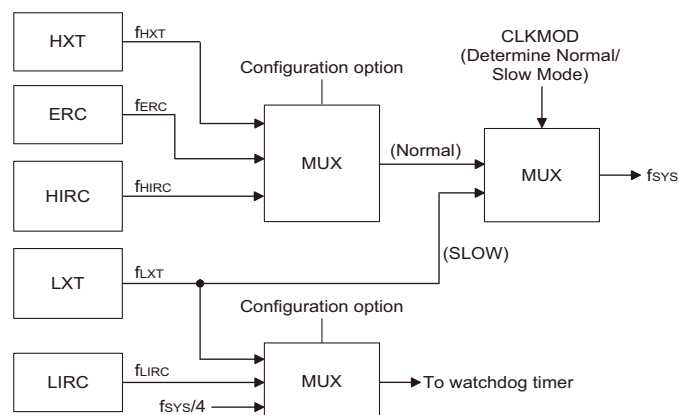 HXT
fHXT
CLKMOD
(Determine Normal/
Slow Mode)
Configuration option
ERC
fERC
MUX
(Normal)
MUX
fSYS
HIRC
fHIRC
(SLOW)
LXT
fLXT
Configuration option
LIRC
fLIRC
MUX
To watchdog timer
fSYS/4